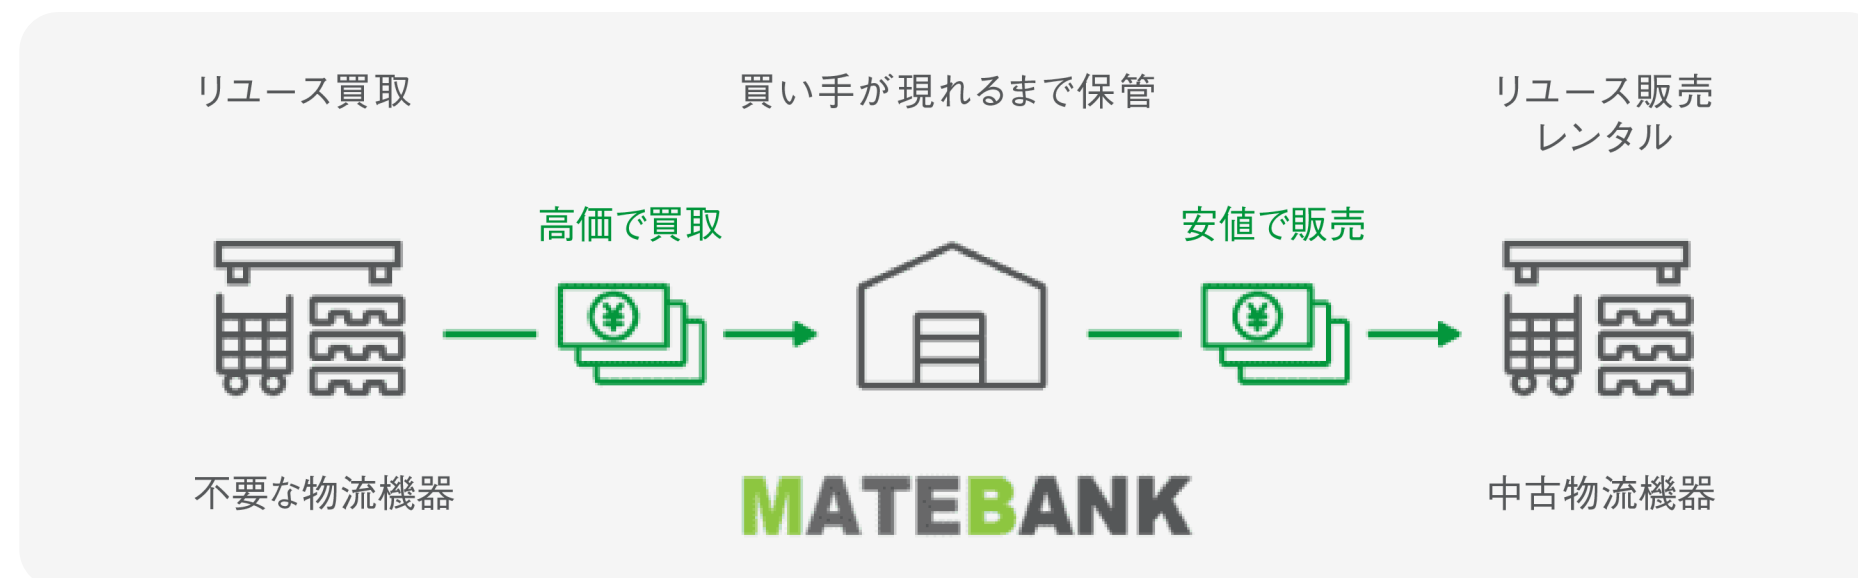 リユース買取
買い手が現れるまで保管
リユース販売
レンタル
高価で買取
安値で販売
¥
¥
不要な物流機器
MATEBANK
中古物流機器